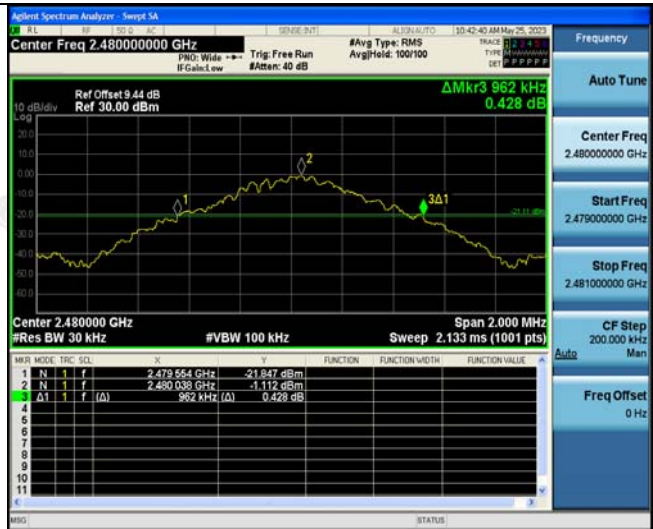 Agilent Spectrum Analyzer - Swept SA
RL RF 50 Ω AC SENSE:INT ALIGN AUTO 10:42:40 AM May 25, 2023
Center Freq 2.480000000 GHz
PNO: Wide
IFGain:Low
Trig: Free Run
#Atten: 40 dB
#Avg Type: RMS
Avg|Hold: 100/100
TRACE 1 2 3 4 5 6
TYPE M
DET P P P P P P
Frequency
10 dB/div
Log
Ref Offset 9.44 dB
Ref 30.00 dBm
ΔMkr3 962 kHz
0.428 dB
20.0
10.0
0.00
-10.0
-20.0
-30.0
-40.0
-50.0
-60.0
1
2
3Δ1
-21.11 dBm
Center 2.480000 GHz
#Res BW 30 kHz
#VBW 100 kHz
Span 2.000 MHz
Sweep 2.133 ms (1001 pts)
MKR MODE TRC SCL X Y FUNCTION FUNCTION WIDTH FUNCTION VALUE
1 N 1 f 2.479 554 GHz -21.847 dBm
2 N 1 f 2.480 038 GHz -1.112 dBm
3 Δ1 1 f (Δ) 962 kHz (Δ) 0.428 dB
4
5
6
7
8
9
10
11
MSG STATUS
Auto Tune
Center Freq
2.480000000 GHz
Start Freq
2.479000000 GHz
Stop Freq
2.481000000 GHz
CF Step
200.000 kHz
Auto Man
Freq Offset
0 Hz